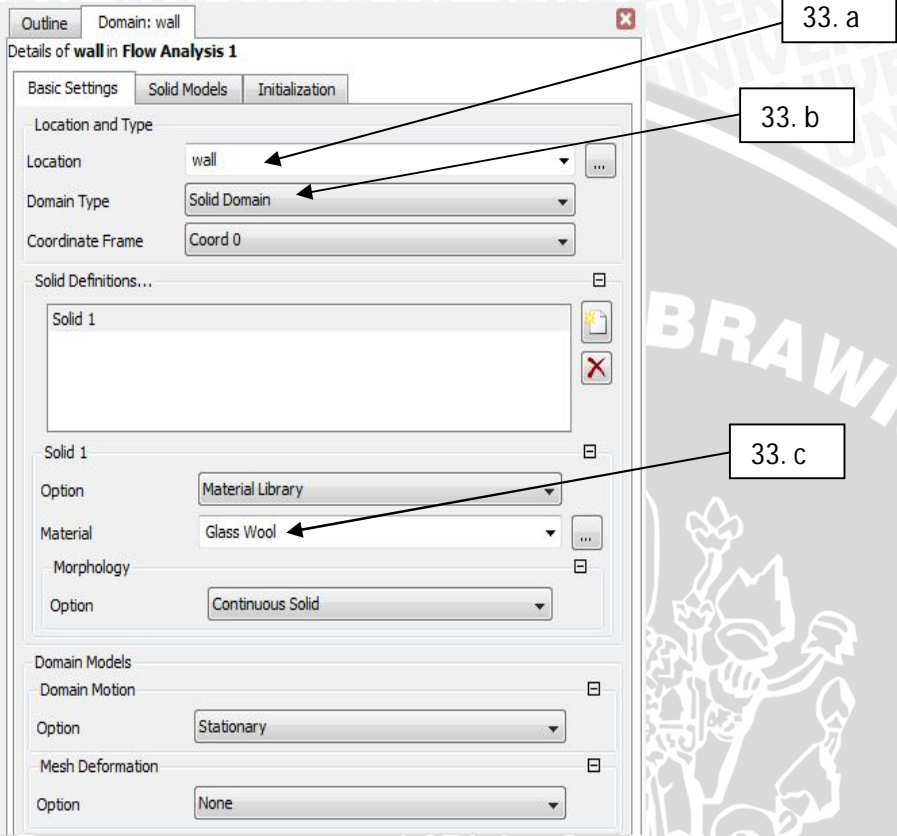 33. a
Outline Domain: wall
Details of wall in Flow Analysis 1
Basic Settings Solid Models Initialization
33. b
Location and Type
Location wall ...
Domain Type Solid Domain
Coordinate Frame Coord 0
Solid Definitions...
Solid 1
BRAWI
Solid 1
33. c
Option Material Library
Material Glass Wool ...
Morphology
Option Continuous Solid
Domain Models
Domain Motion
Option Stationary
Mesh Deformation
Option None